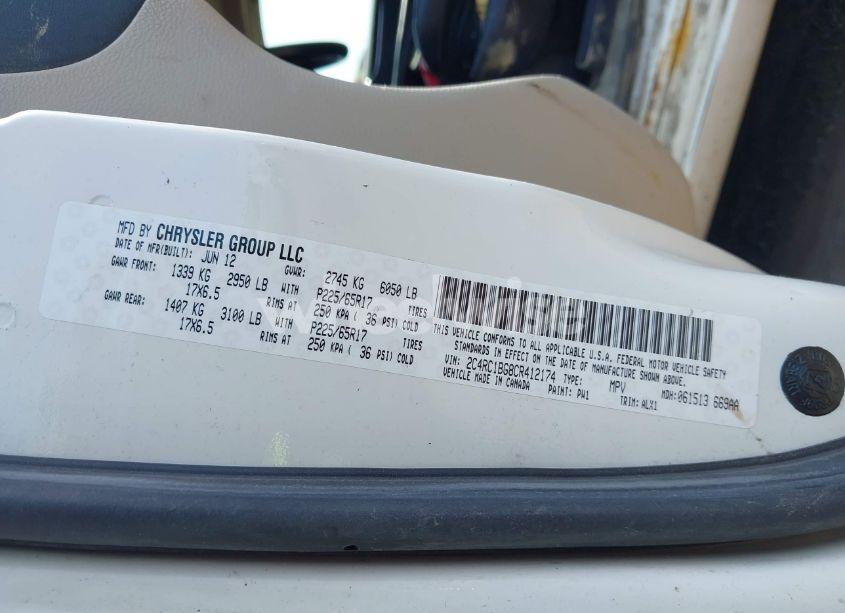 MFD BY CHRYSLER GROUP LLC
DATE OF MFR(BUILT): JUN 12 GVWR: 2745 KG 6050 LB
GAWR FRONT: 1339 KG 2950 LB WITH P225/65R17 TIRES
17X6.5 RIMS AT 250 KPA ( 36 PSI) COLD
GAWR REAR: 1407 KG 3100 LB WITH P225/65R17 TIRES
17X6.5 RIMS AT 250 KPA ( 36 PSI) COLD
THIS VEHICLE CONFORMS TO ALL APPLICABLE U.S.A. FEDERAL MOTOR VEHICLE SAFETY
STANDARDS IN EFFECT ON THE DATE OF MANUFACTURE SHOWN ABOVE.
VIN: 2C4RC1BG8CR412174 TYPE: MPV MDH: 061513 669AA
VEHICLE MADE IN CANADA PAINT: PW1 TRIM: ALX1